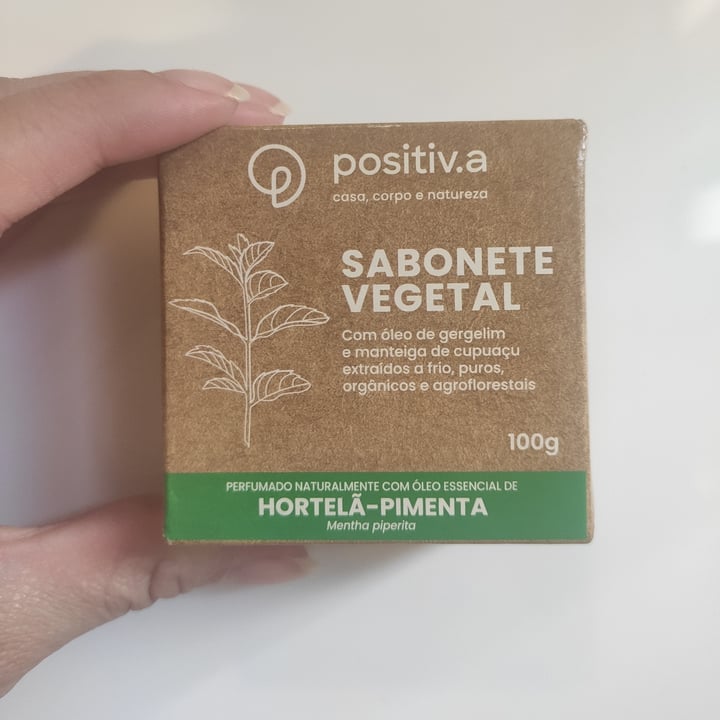 positiv.a
casa, corpo e natureza
SABONETE
VEGETAL
Com óleo de gergelim
e manteiga de cupuaçu
extraídos a frio, puros,
orgânicos e agroflorestais
100g
PERFUMADO NATURALMENTE COM ÓLEO ESSENCIAL DE
HORTELÃ-PIMENTA
Mentha piperita